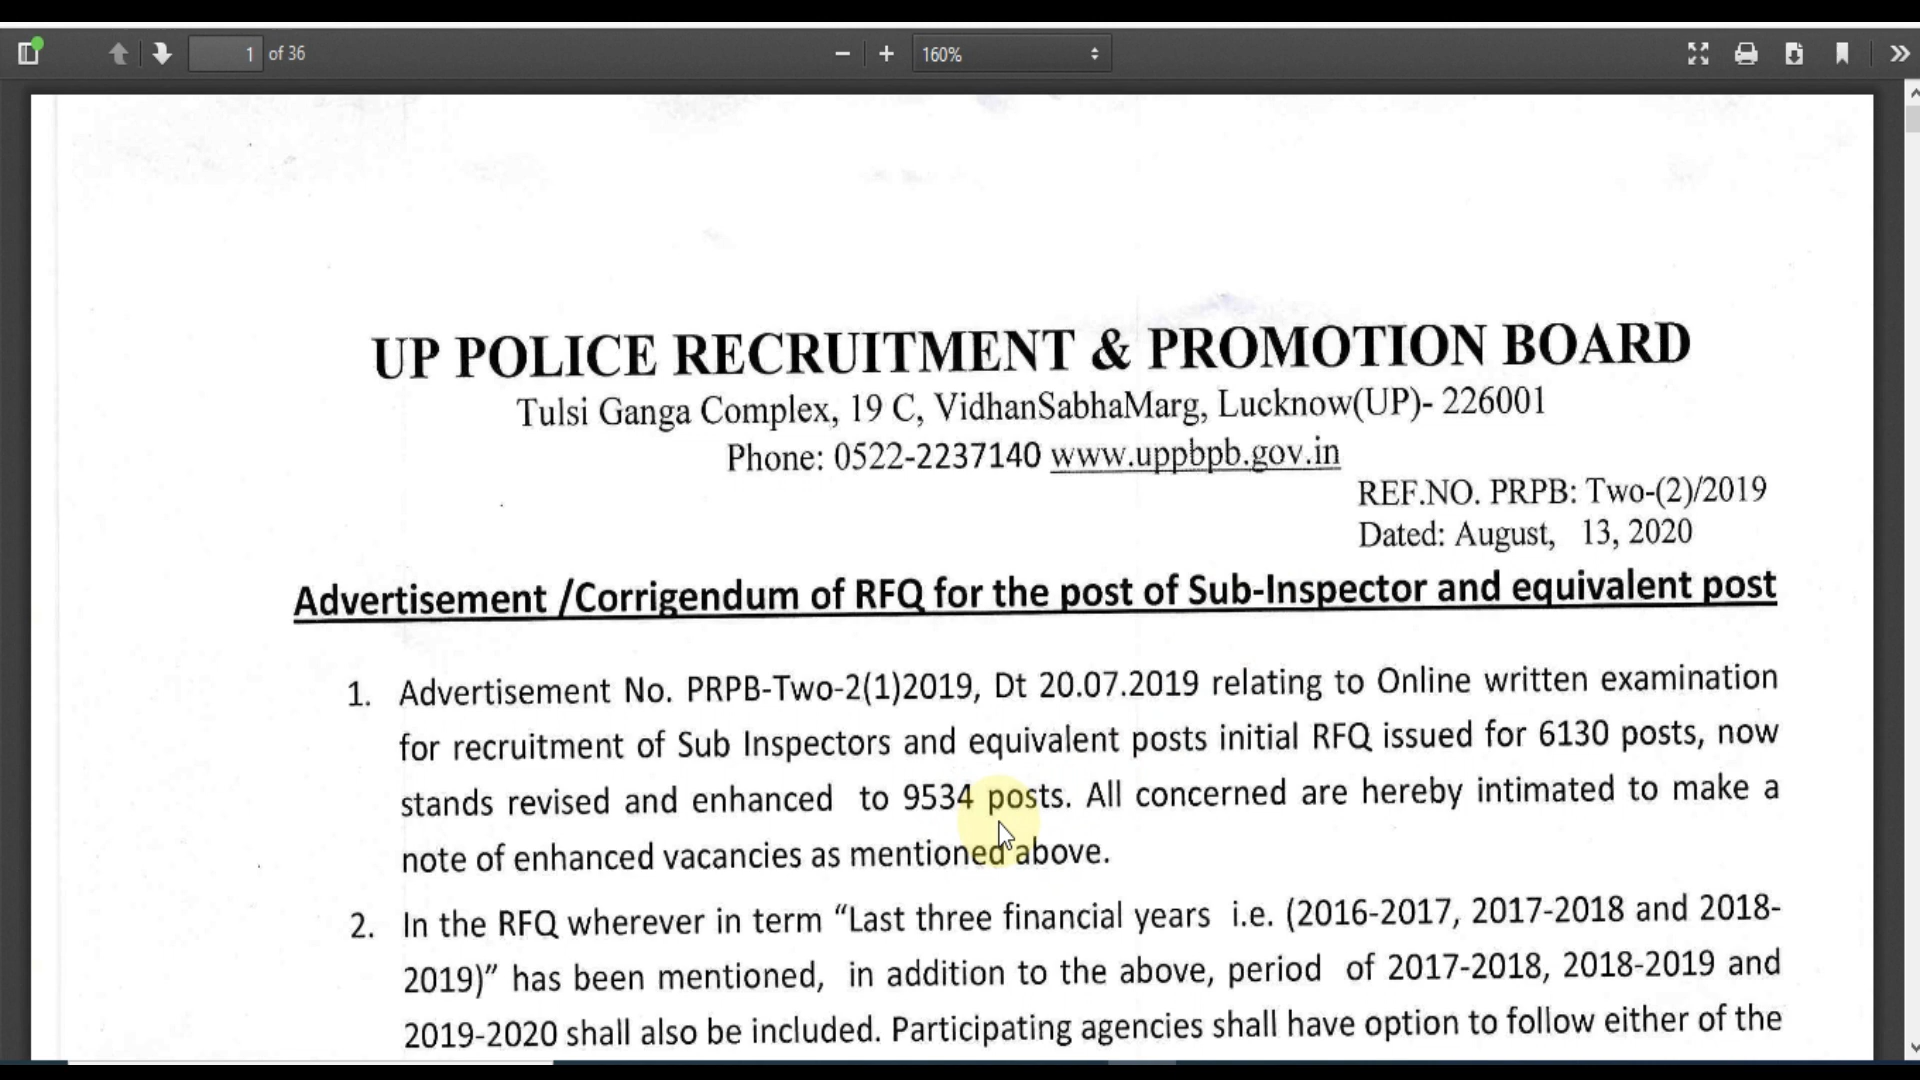 1 of 36
160%
UP POLICE RECRUITMENT & PROMOTION BOARD
Tulsi Ganga Complex, 19 C, VidhanSabhaMarg, Lucknow(UP)- 226001
Phone: 0522-2237140 www.uppbpb.gov.in
REF.NO. PRPB: Two-(2)/2019
Dated: August, 13, 2020
Advertisement /Corrigendum of RFQ for the post of Sub-Inspector and equivalent post
1. Advertisement No. PRPB-Two-2(1)2019, Dt 20.07.2019 relating to Online written examination
for recruitment of Sub Inspectors and equivalent posts initial RFQ issued for 6130 posts, now
stands revised and enhanced to 9534 posts. All concerned are hereby intimated to make a
note of enhanced vacancies as mentioned above.
2. In the RFQ wherever in term “Last three financial years i.e. (2016-2017, 2017-2018 and 2018-
2019)” has been mentioned, in addition to the above, period of 2017-2018, 2018-2019 and
2019-2020 shall also be included. Participating agencies shall have option to follow either of the